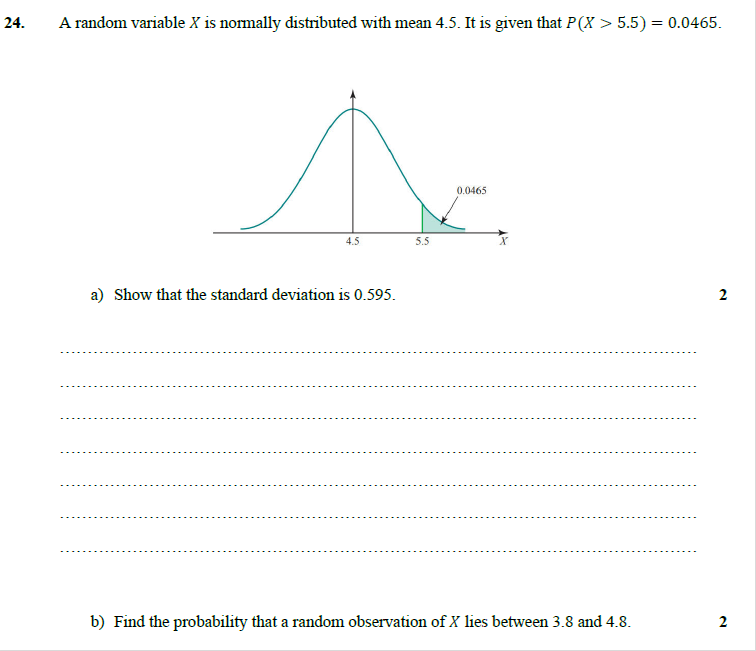 24. A random variable X is normally distributed with mean 4.5. It is given that P(X > 5.5) = 0.0465.
0.0465
4.5 5.5 X
a) Show that the standard deviation is 0.595. 2
b) Find the probability that a random observation of X lies between 3.8 and 4.8. 2